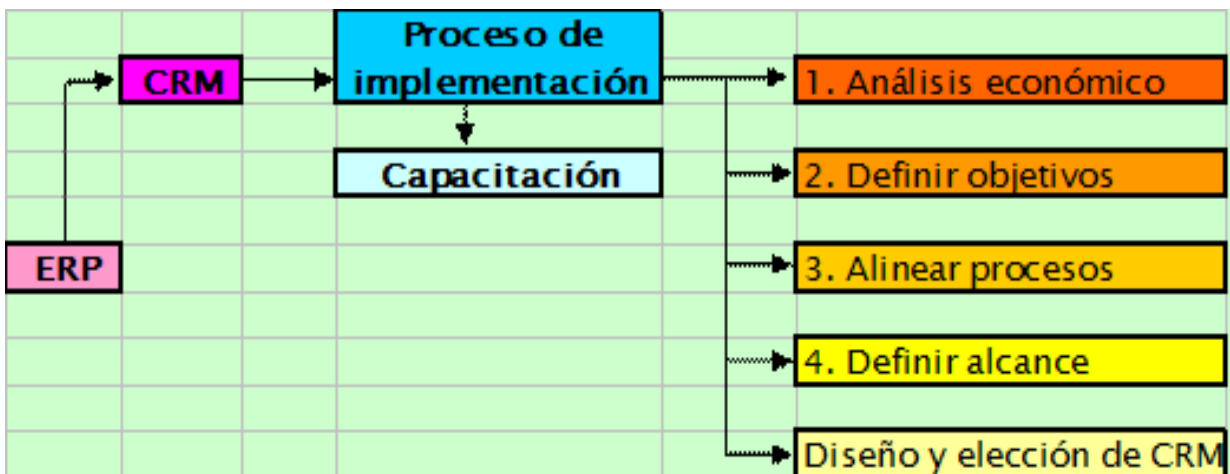 Proceso de
implementación
CRM
1. Análisis económico
Capacitación
2. Definir objetivos
ERP
3. Alinear procesos
4. Definir alcance
Diseño y elección de CRM